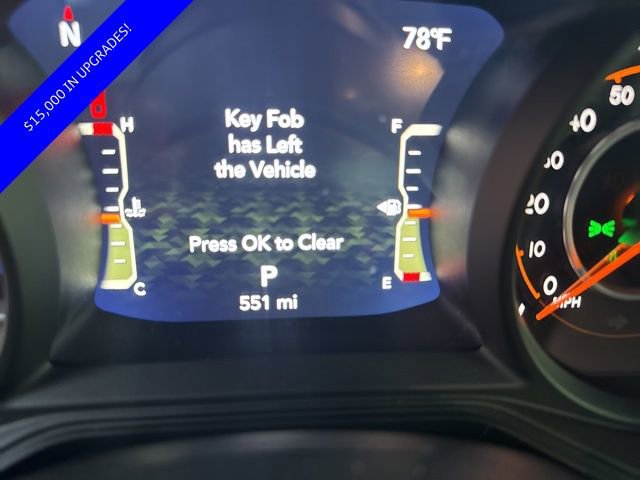 $15,000 IN UPGRADES!
N
78°F
H
F
Key Fob
has Left
the Vehicle
Press OK to Clear
C
E
P
551 mi
50
40
30
20
10
0
MPH